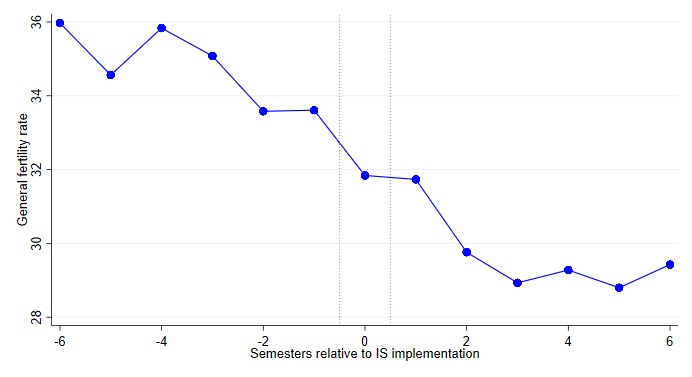 General fertility rate
36
34
32
30
28
-6 -4 -2 0 2 4 6
Semesters relative to IS implementation